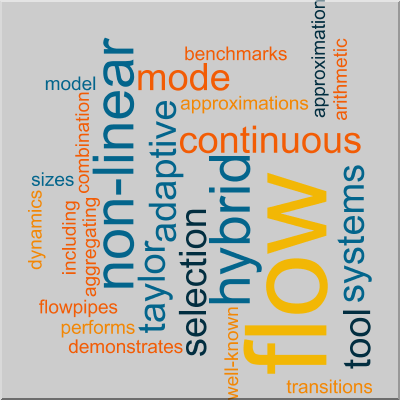 approximation
benchmarks
arithmetic
non-linear
mode
model
combination
approximations
adaptive
continuous
hybrid
sizes
systems
flow
dynamics
including
aggregating
selection
taylor
flowpipes
performs
demonstrates
well-known
tool
transitions